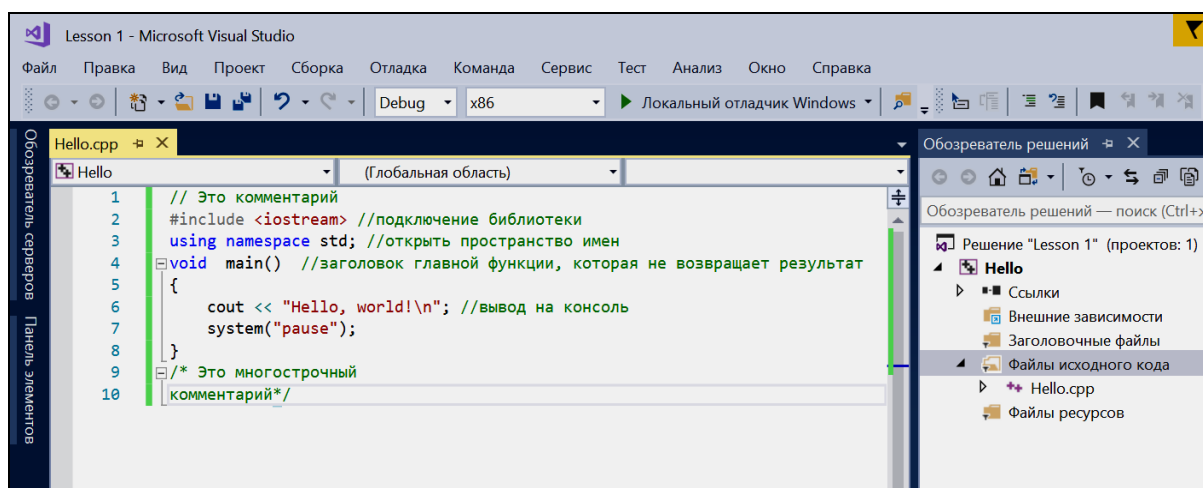 Lesson 1 - Microsoft Visual Studio
Файл Правка Вид Проект Сборка Отладка Команда Сервис Тест Анализ Окно Справка
Debug x86 Локальный отладчик Windows
Обозреватель серверов
Панель элементов
Hello.cpp
Hello (Глобальная область)
1 // Это комментарий
2 #include <iostream> //подключение библиотеки
3 using namespace std; //открыть пространство имен
4 void  main()  //заголовок главной функции, которая не возвращает результат
5 {
6 cout << "Hello, world!\n"; //вывод на консоль
7 system("pause");
8 }
9 /* Это многострочный
10 комментарий*/
Обозреватель решений
Обозреватель решений — поиск (Ctrl+ж
Решение "Lesson 1" (проектов: 1)
Hello
Ссылки
Внешние зависимости
Заголовочные файлы
Файлы исходного кода
Hello.cpp
Файлы ресурсов